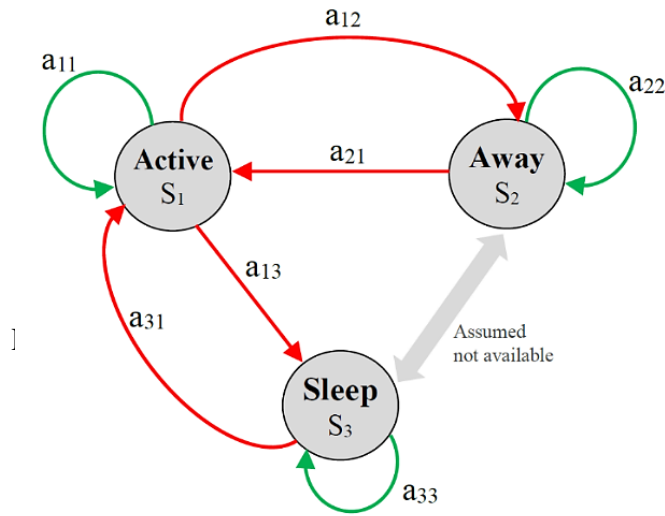 a12
a11
a22
Active
S1
a21
Away
S2
a13
a31
Assumed
not available
Sleep
S3
a33